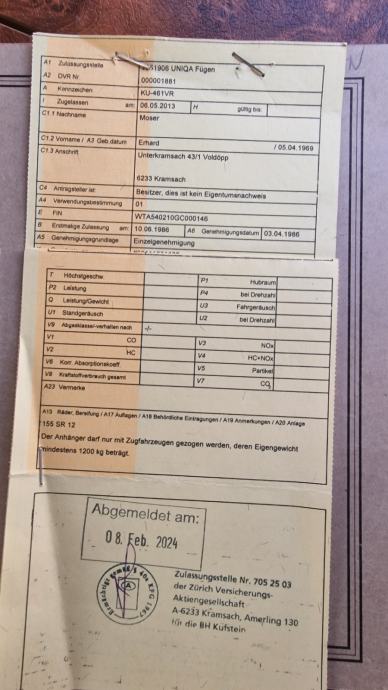 A1 Zulassungsstelle 51906 UNIQA Fügen
A2 DVR Nr. 000001881
A Kennzeichen KU-461VR
I Zugelassen am: 06.05.2013 H gültig bis:
C1.1 Nachname Moser
C1.2 Vorname / A3 Geb.datum Erhard / 05.04.1969
C1.3 Anschrift Unterkramsach 43/1 Voldöpp
6233 Kramsach
C4 Antragsteller ist: Besitzer, dies ist kein Eigentumsnachweis
A4 Verwendungsbestimmung 01
E FIN WTA540210GC000146
B Erstmalige Zulassung am: 10.06.1986 A6 Genehmigungsdatum 03.04.1986
A5 Genehmigungsgrundlage Einzelgenehmigung
T Höchstgeschw. P1 Hubraum
P2 Leistung P4 bei Drehzahl
Q Leistung/Gewicht U3 Fahrgeräusch
U1 Standgeräusch U2 bei Drehzahl
V9 Abgasklasse/-verhalten nach -/-
V1 CO V3 NOx
V2 HC V4 HC+NOx
V6 Korr. Absorptionskoeff. V5 Partikel
V8 Kraftstoffverbrauch gesamt V7 CO2
A23 Vermerke
A13 Räder, Bereifung / A17 Auflagen / A18 Behördliche Eintragungen / A19 Anmerkungen / A20 Anlage
155 SR 12
Der Anhänger darf nur mit Zugfahrzeugen gezogen werden, deren Eigengewicht
mindestens 1200 kg beträgt.
Abgemeldet am:
08. Feb. 2024
Zulassungsstelle Nr. 705 25 03
der Zürich Versicherungs-
Aktiengesellschaft
A-6233 Kramsach, Amerling 130
für die BH Kufstein